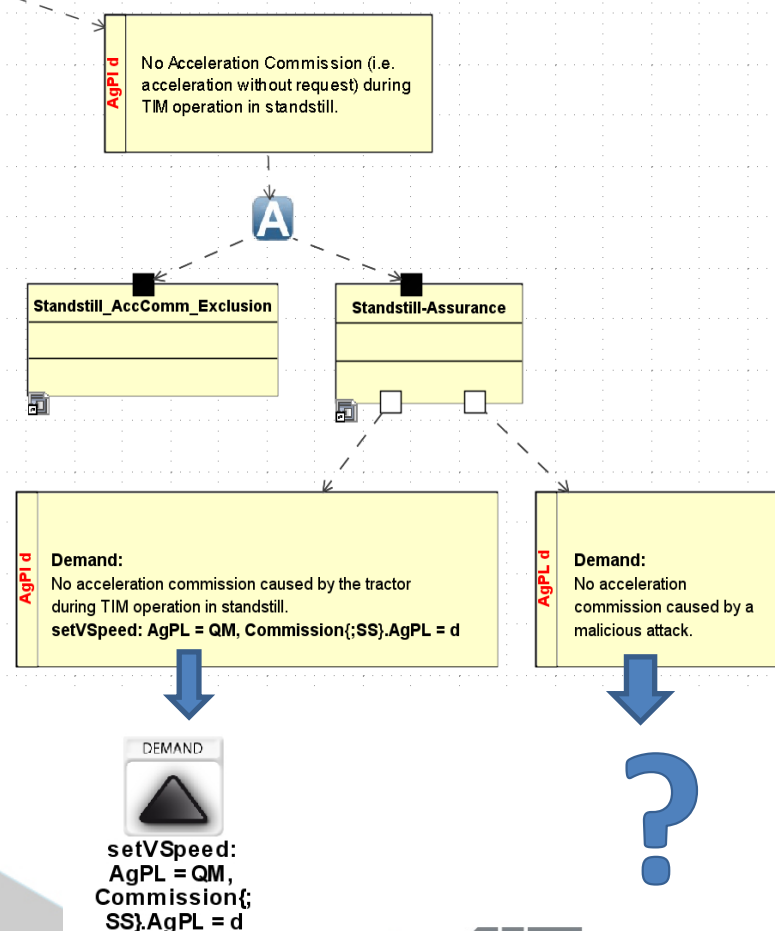 AgPl d
No Acceleration Commission (i.e.
acceleration without request) during
TIM operation in standstill.
A
Standstill_AccComm_Exclusion
Standstill-Assurance
AgPl d
Demand:
No acceleration commission caused by the tractor
during TIM operation in standstill.
setVSpeed: AgPL = QM, Commission{;SS}.AgPL = d
AgPL d
Demand:
No acceleration
commission caused by a
malicious attack.
DEMAND
setVSpeed:
AgPL = QM,
Commission{;
SS}.AgPL = d
?